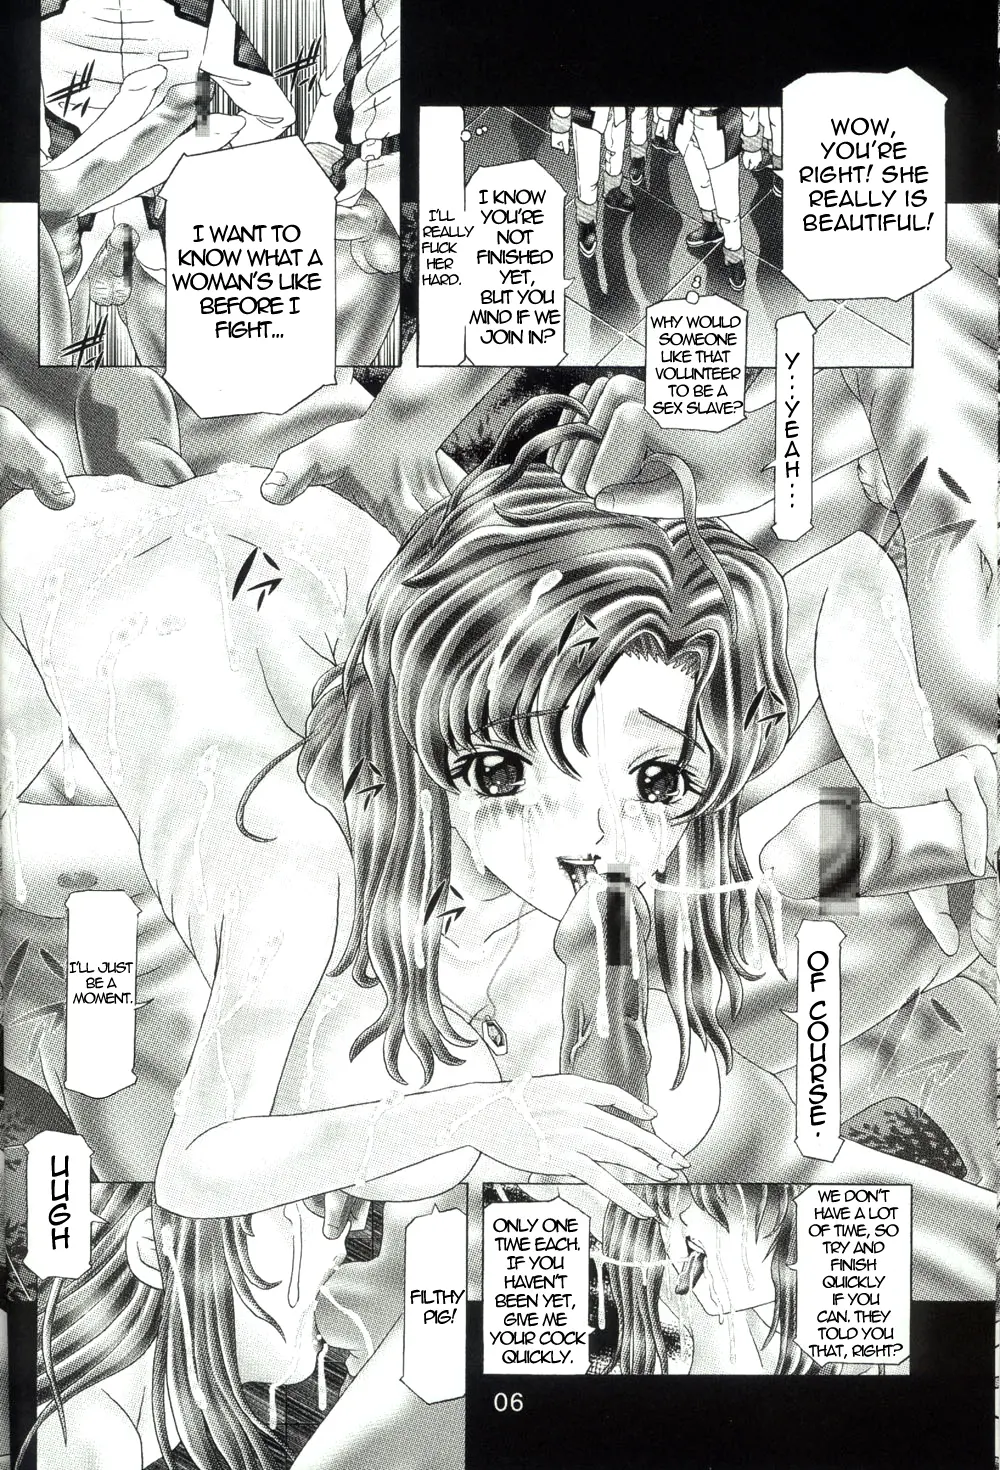 WOW,
YOU'RE
RIGHT! SHE
REALLY IS
BEAUTIFUL!
I KNOW
YOU'RE
NOT
FINISHED
YET,
BUT YOU
MIND IF WE
JOIN IN?
I'LL
REALLY
FUCK
HER
HARD.
I WANT TO
KNOW WHAT A
WOMAN'S LIKE
BEFORE I
FIGHT...
WHY WOULD
SOMEONE
LIKE THAT
VOLUNTEER
TO BE A
SEX SLAVE?
Y...YEAH...
OF COURSE.
I'LL JUST
BE A
MOMENT.
WE DON'T
HAVE A LOT
OF TIME, SO
TRY AND
FINISH
QUICKLY
IF YOU
CAN. THEY
TOLD YOU
THAT, RIGHT?
ONLY ONE
TIME EACH.
IF YOU
HAVEN'T
BEEN YET,
GIVE ME
YOUR COCK
QUICKLY.
FILTHY
PIG!
UUGH
06